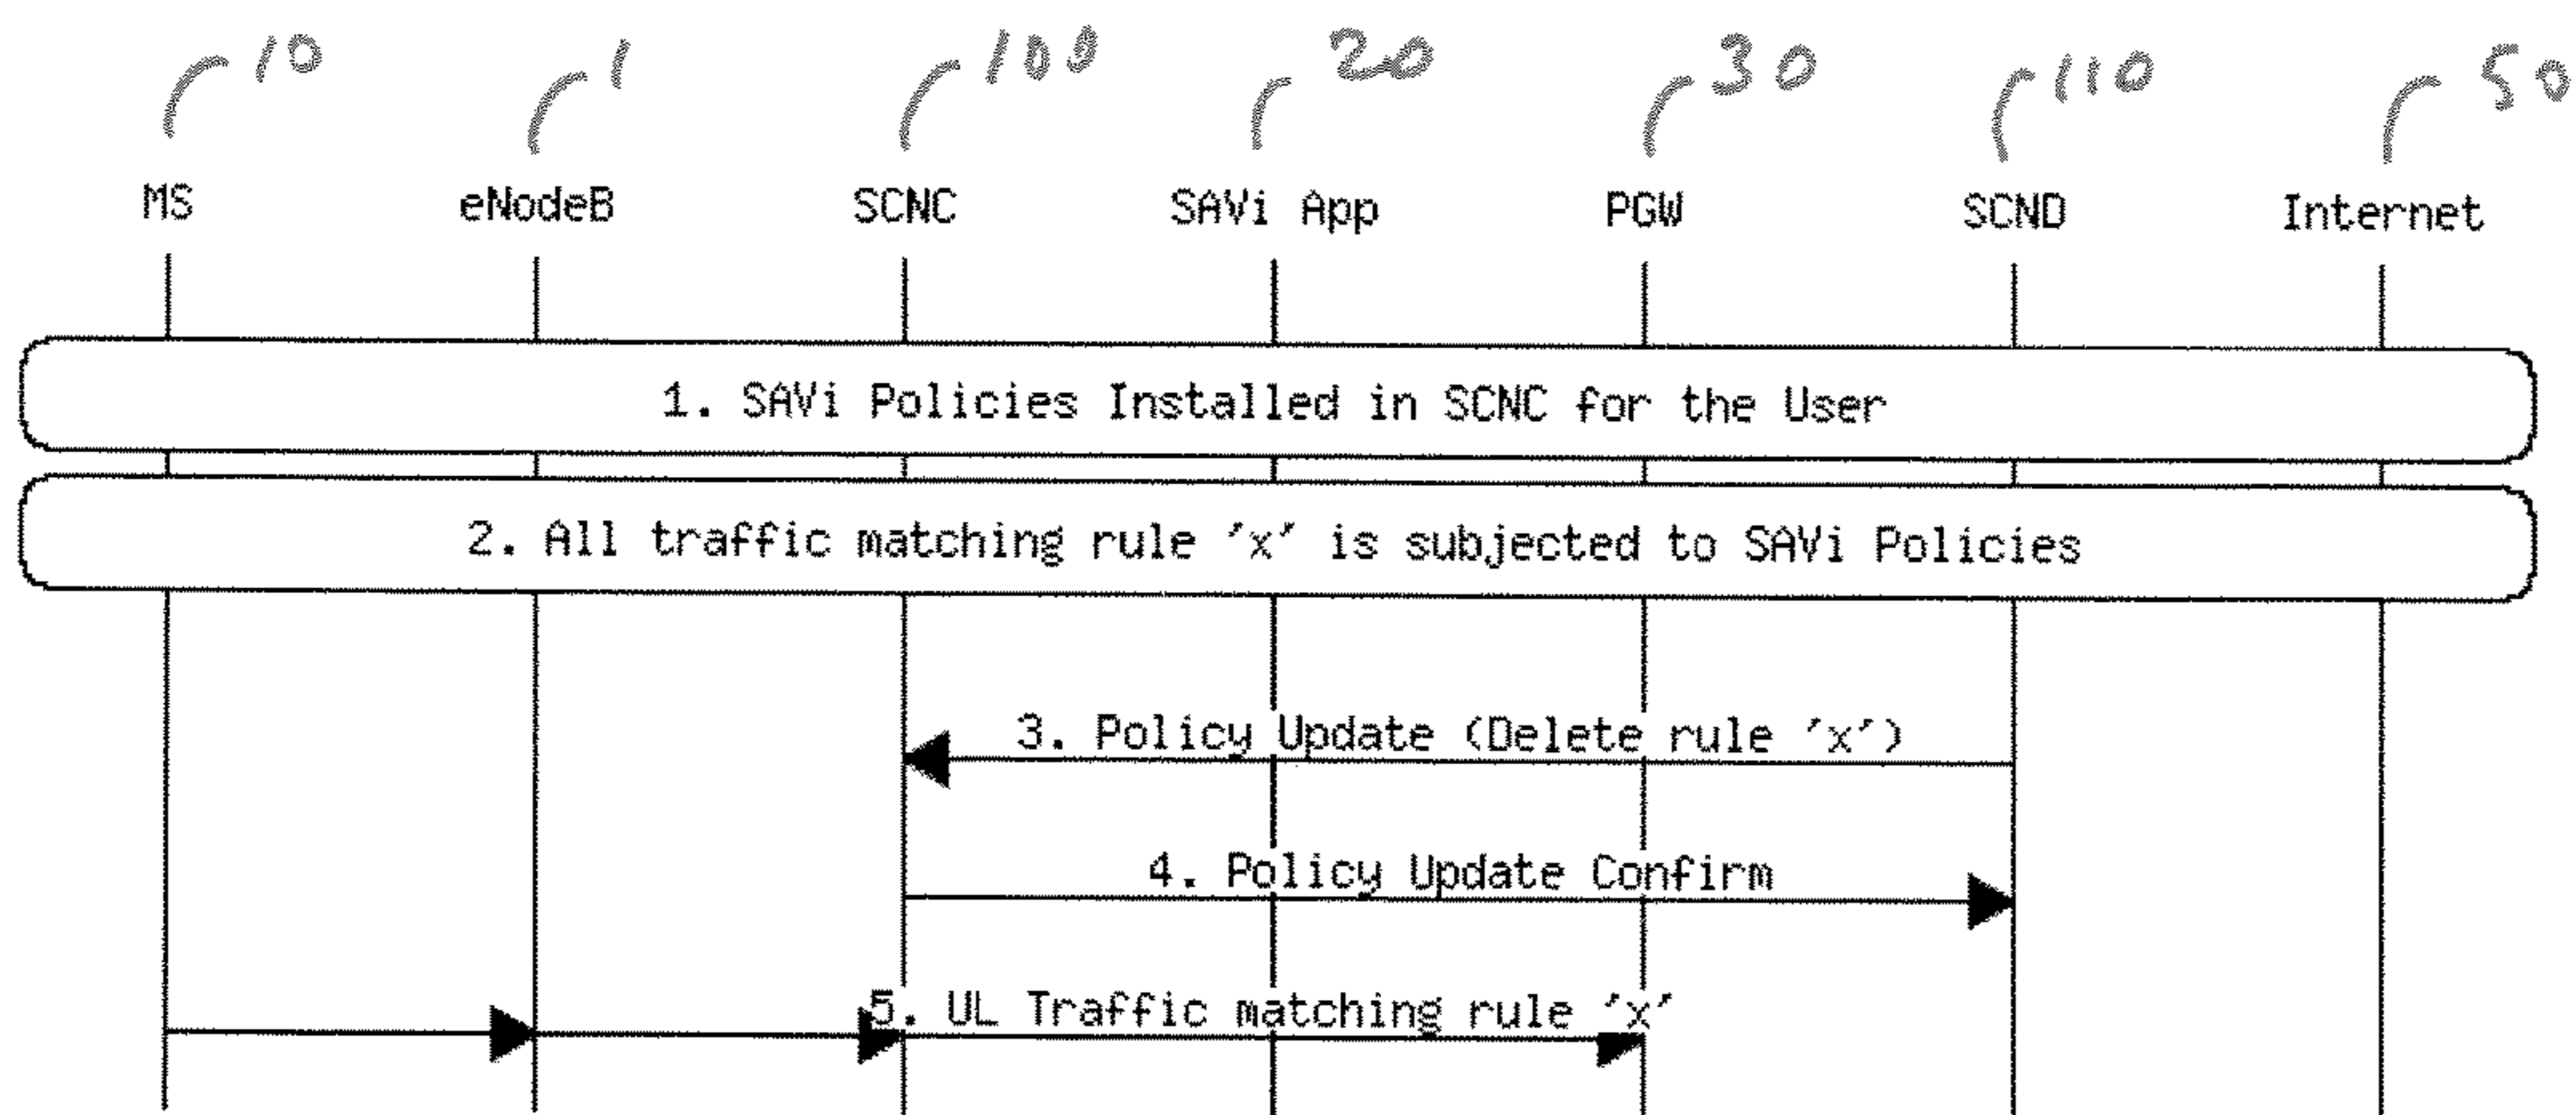 10 1 100 20 30 110 50
MS eNodeB SCNC SAVi App PGW SCND Internet
1. SAVi Policies Installed in SCNC for the User
2. All traffic matching rule 'x' is subjected to SAVi Policies
3. Policy Update (Delete rule 'x')
4. Policy Update Confirm
5. UL Traffic matching rule 'x'